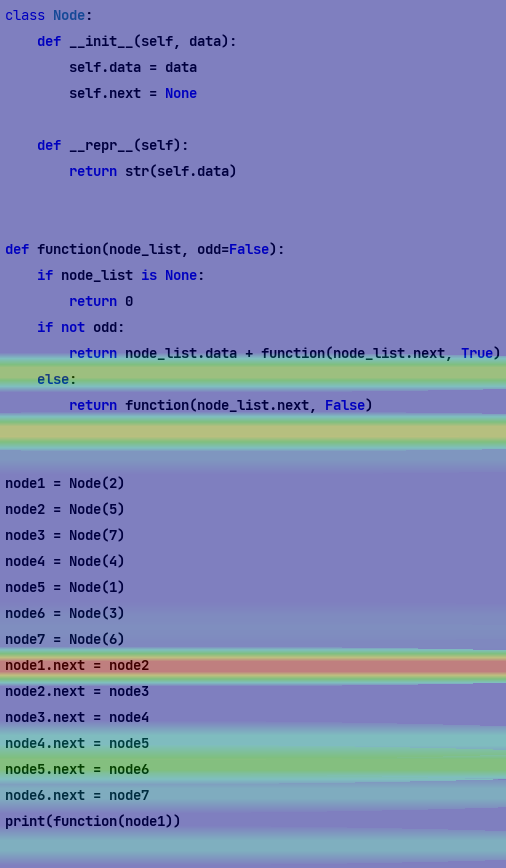 class Node:
    def __init__(self, data):
        self.data = data
        self.next = None

    def __repr__(self):
        return str(self.data)


def function(node_list, odd=False):
    if node_list is None:
        return 0
    if not odd:
        return node_list.data + function(node_list.next, True)
    else:
        return function(node_list.next, False)


node1 = Node(2)
node2 = Node(5)
node3 = Node(7)
node4 = Node(4)
node5 = Node(1)
node6 = Node(3)
node7 = Node(6)
node1.next = node2
node2.next = node3
node3.next = node4
node4.next = node5
node5.next = node6
node6.next = node7
print(function(node1))